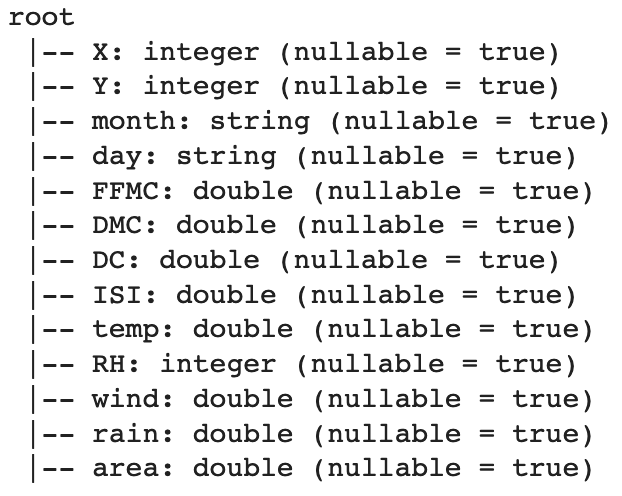 root
 |-- X: integer (nullable = true)
 |-- Y: integer (nullable = true)
 |-- month: string (nullable = true)
 |-- day: string (nullable = true)
 |-- FFMC: double (nullable = true)
 |-- DMC: double (nullable = true)
 |-- DC: double (nullable = true)
 |-- ISI: double (nullable = true)
 |-- temp: double (nullable = true)
 |-- RH: integer (nullable = true)
 |-- wind: double (nullable = true)
 |-- rain: double (nullable = true)
 |-- area: double (nullable = true)